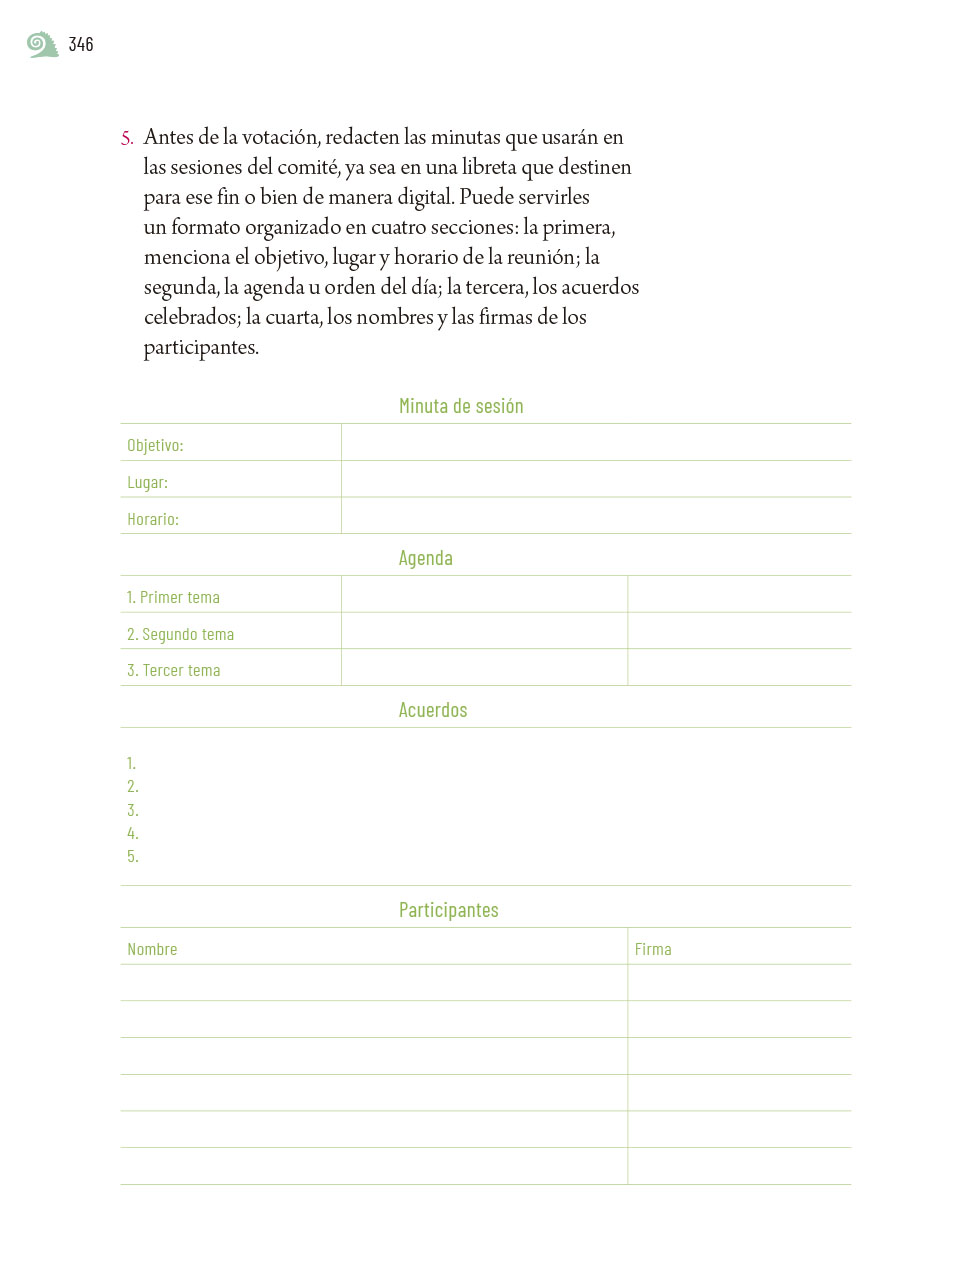 346
5. Antes de la votación, redacten las minutas que usarán en
las sesiones del comité, ya sea en una libreta que destinen
para ese fin o bien de manera digital. Puede servirles
un formato organizado en cuatro secciones: la primera,
menciona el objetivo, lugar y horario de la reunión; la
segunda, la agenda u orden del día; la tercera, los acuerdos
celebrados; la cuarta, los nombres y las firmas de los
participantes.
Minuta de sesión
Objetivo:
Lugar:
Horario:
Agenda
1. Primer tema
2. Segundo tema
3. Tercer tema
Acuerdos
1.
2.
3.
4.
5.
Participantes
Nombre Firma